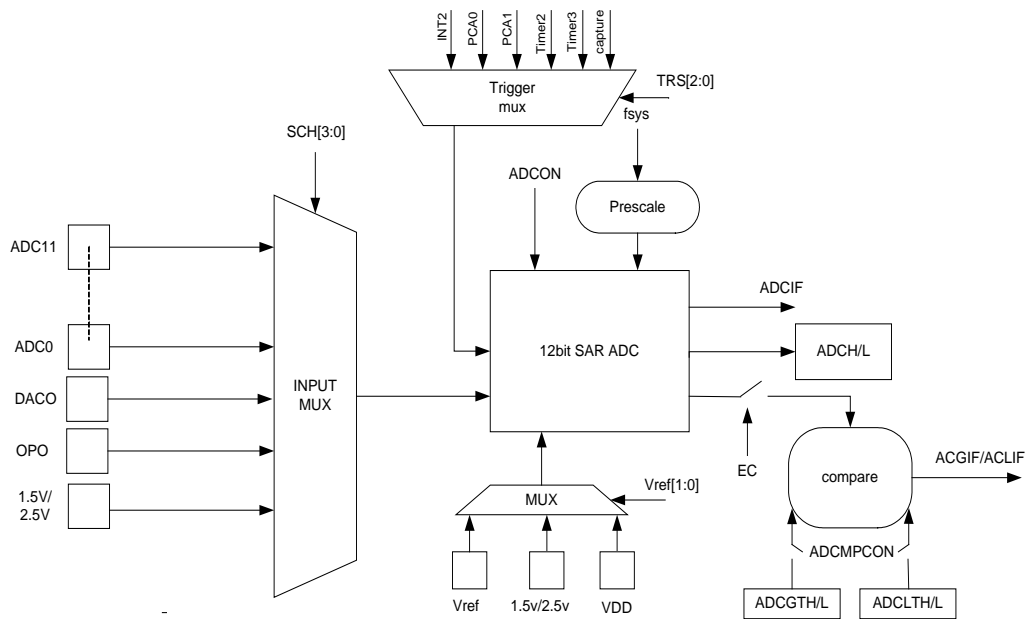 INT2
PCA0
PCA1
Timer2
Timer3
capture
Trigger
mux
TRS[2:0]
fsys
SCH[3:0]
ADCON
Prescale
ADC11
ADC0
DACO
OPO
1.5V/
2.5V
INPUT
MUX
12bit SAR ADC
ADCIF
ADCH/L
EC
compare
ACGIF/ACLIF
MUX
Vref[1:0]
Vref
1.5v/2.5v
VDD
ADCMPCON
ADCGTH/L
ADCLTH/L